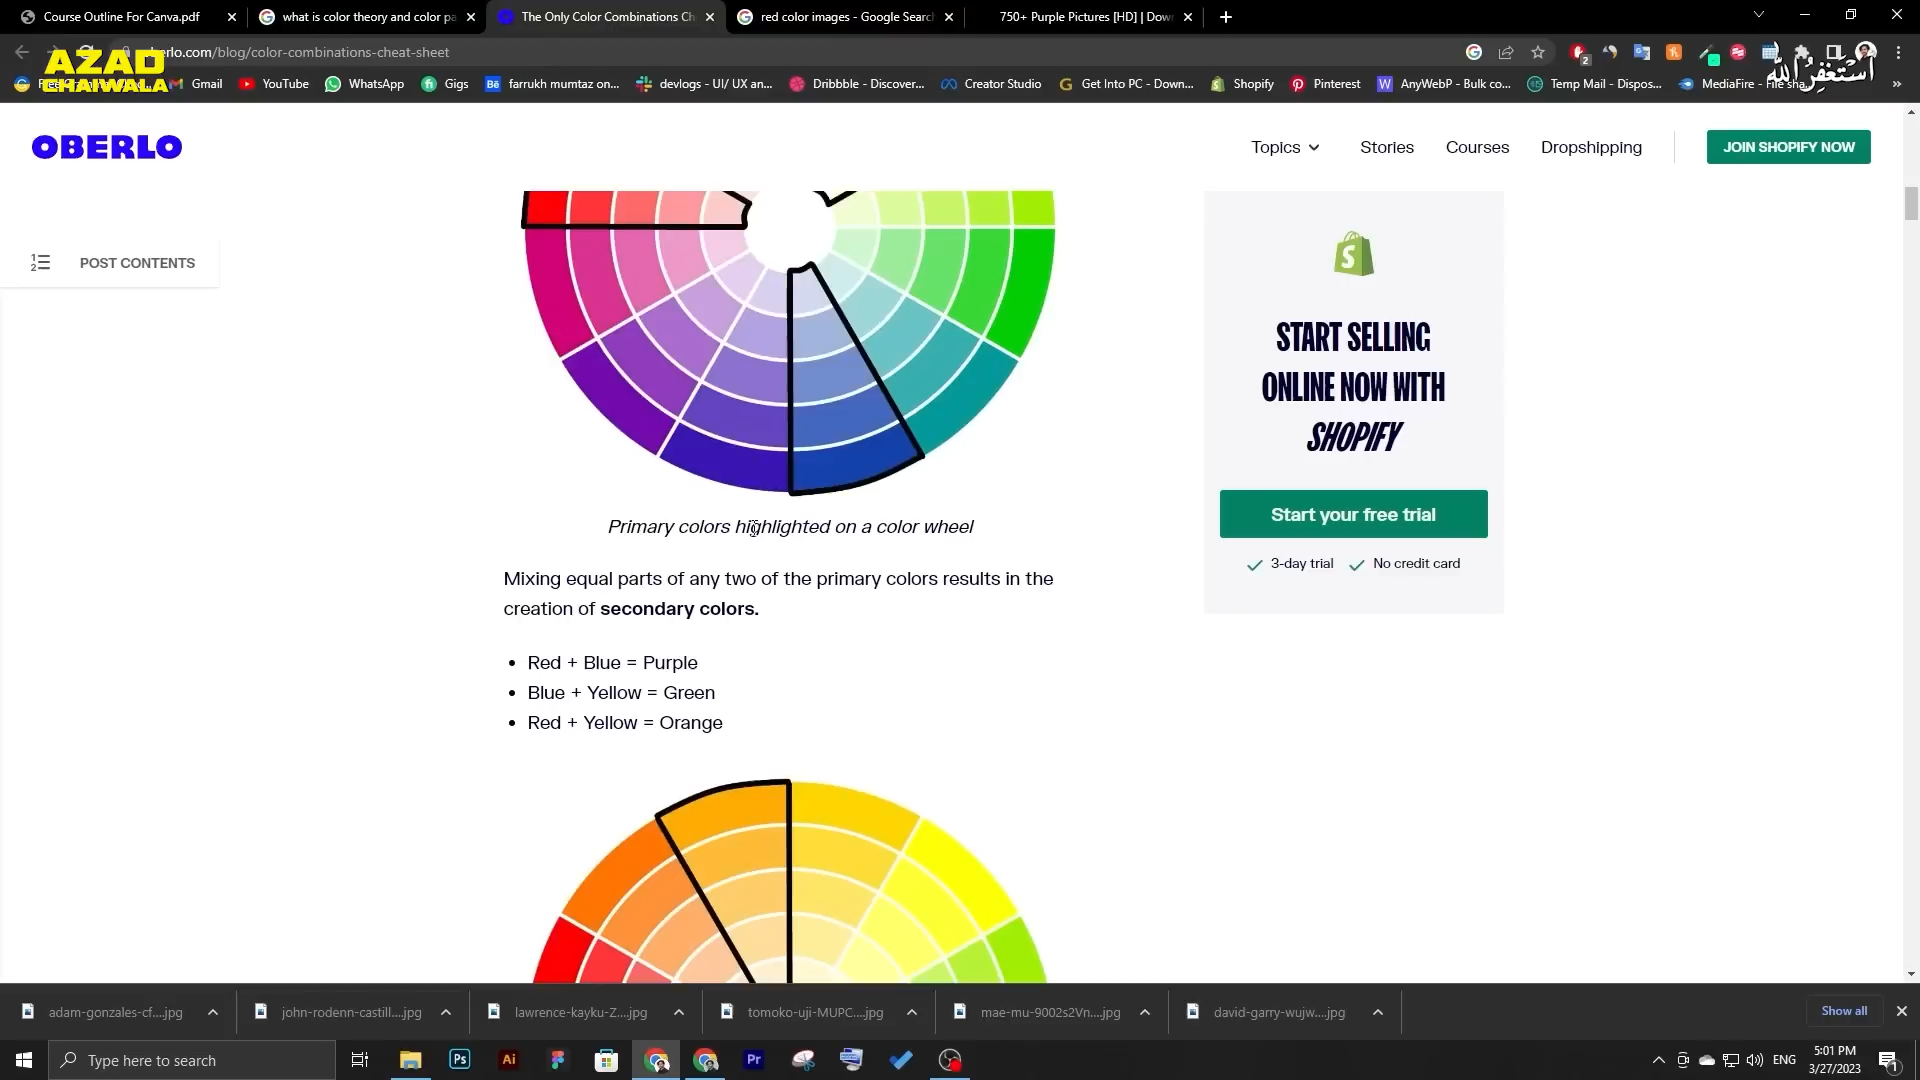 Course Outline For Canva.pdf
what is color theory and color pa
The Only Color Combinations Ch
red color images - Google Search
750+ Purple Pictures [HD] | Dow
erlo.com/blog/color-combinations-cheat-sheet
AZAD
CHAIWALA
أستغفر الله
Gmail
YouTube
WhatsApp
Gigs
farrukh mumtaz on...
devlogs - UI/ UX an...
Dribbble - Discover...
Creator Studio
Get Into PC - Down...
Shopify
Pinterest
AnyWebP - Bulk co...
Temp Mail - Dispos...
MediaFire - File sha...
OBERLO
Topics
Stories
Courses
Dropshipping
JOIN SHOPIFY NOW
POST CONTENTS
START SELLING
ONLINE NOW WITH
SHOPIFY
Start your free trial
3-day trial
No credit card
Primary colors highlighted on a color wheel
Mixing equal parts of any two of the primary colors results in the
creation of secondary colors.
Red + Blue = Purple
Blue + Yellow = Green
Red + Yellow = Orange
adam-gonzales-cf....jpg
john-rodenn-castill....jpg
lawrence-kayku-Z....jpg
tomoko-uji-MUPC....jpg
mae-mu-9002s2Vn....jpg
david-garry-wujw....jpg
Show all
Type here to search
Ps
Ai
Pr
ENG
5:01 PM
3/27/2023